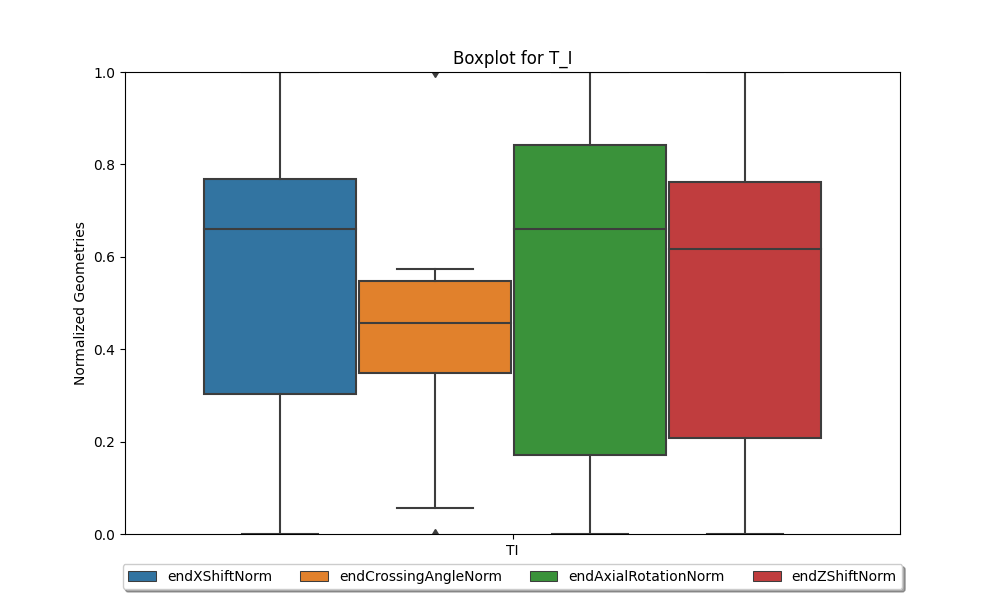 Boxplot for T_I
1.0
0.8
0.6
0.4
0.2
0.0
Normalized Geometries
TI
endXShiftNorm endCrossingAngleNorm endAxialRotationNorm endZShiftNorm